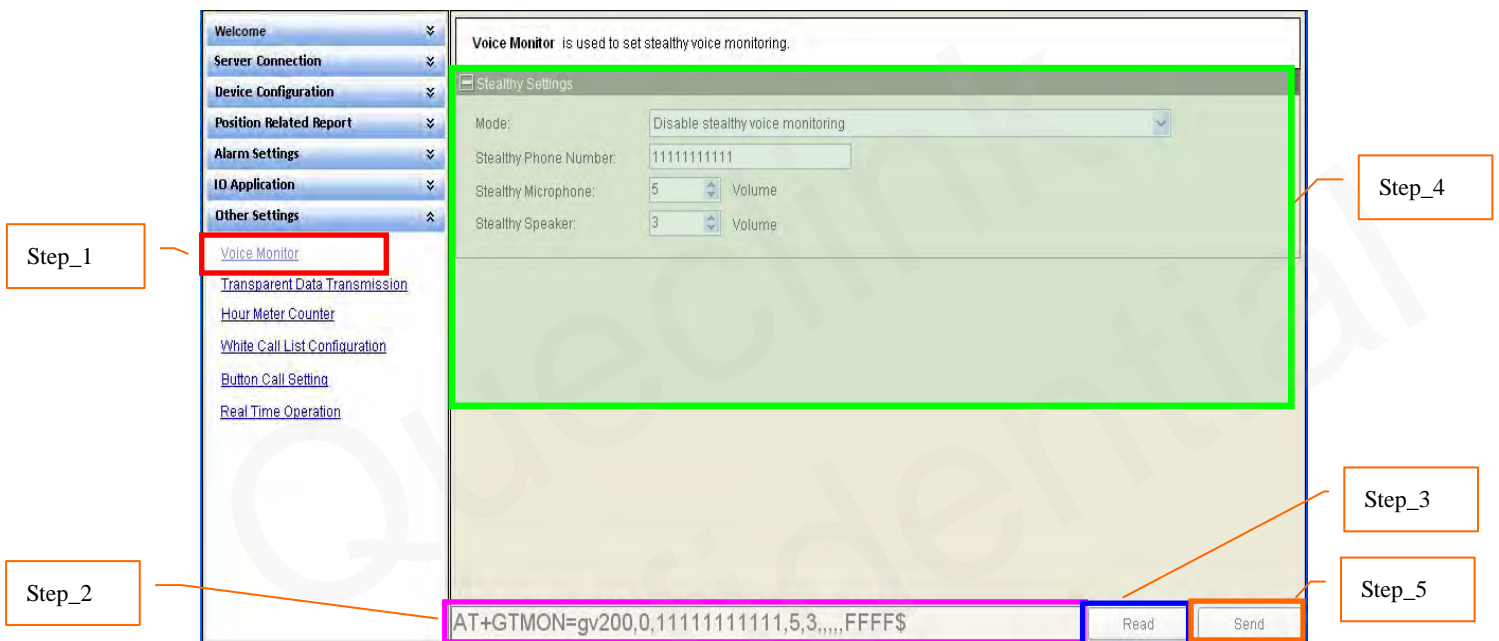 Welcome
Server Connection
Device Configuration
Position Related Report
Alarm Settings
IO Application
Other Settings
Voice Monitor
Transparent Data Transmission
Hour Meter Counter
White Call List Configuration
Button Call Setting
Real Time Operation
Voice Monitor is used to set stealthy voice monitoring.
Stealthy Settings
Mode: Disable stealthy voice monitoring
Stealthy Phone Number: 11111111111
Stealthy Microphone: 5 Volume
Stealthy Speaker: 3 Volume
AT+GTMON=gv200,0,11111111111,5,3,,,,,FFFF$
Read
Send
Step_1
Step_2
Step_3
Step_4
Step_5
Queclink